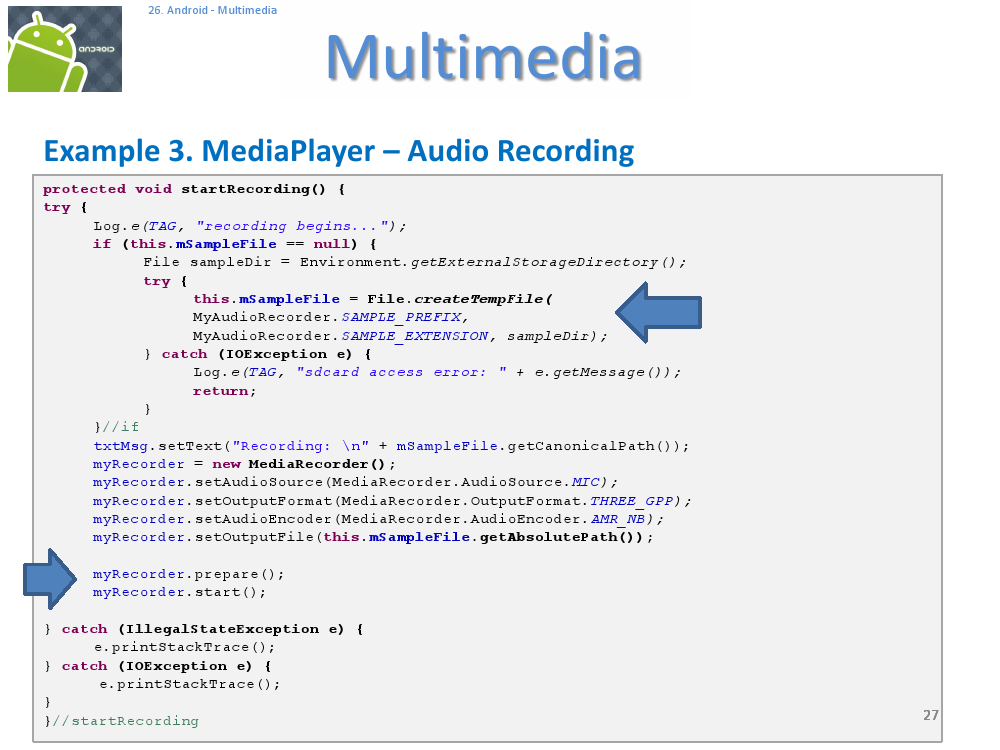 26. Android - Multimedia
ANDROID
Multimedia
Example 3. MediaPlayer – Audio Recording
protected void startRecording() {
try {
Log.e(TAG, "recording begins...");
if (this.mSampleFile == null) {
File sampleDir = Environment.getExternalStorageDirectory();
try {
this.mSampleFile = File.createTempFile(
MyAudioRecorder.SAMPLE_PREFIX,
MyAudioRecorder.SAMPLE_EXTENSION, sampleDir);
} catch (IOException e) {
Log.e(TAG, "sdcard access error: " + e.getMessage());
return;
}
}//if
txtMsg.setText("Recording: \n" + mSampleFile.getCanonicalPath());
myRecorder = new MediaRecorder();
myRecorder.setAudioSource(MediaRecorder.AudioSource.MIC);
myRecorder.setOutputFormat(MediaRecorder.OutputFormat.THREE_GPP);
myRecorder.setAudioEncoder(MediaRecorder.AudioEncoder.AMR_NB);
myRecorder.setOutputFile(this.mSampleFile.getAbsolutePath());
myRecorder.prepare();
myRecorder.start();
} catch (IllegalStateException e) {
e.printStackTrace();
} catch (IOException e) {
e.printStackTrace();
}
}//startRecording
27